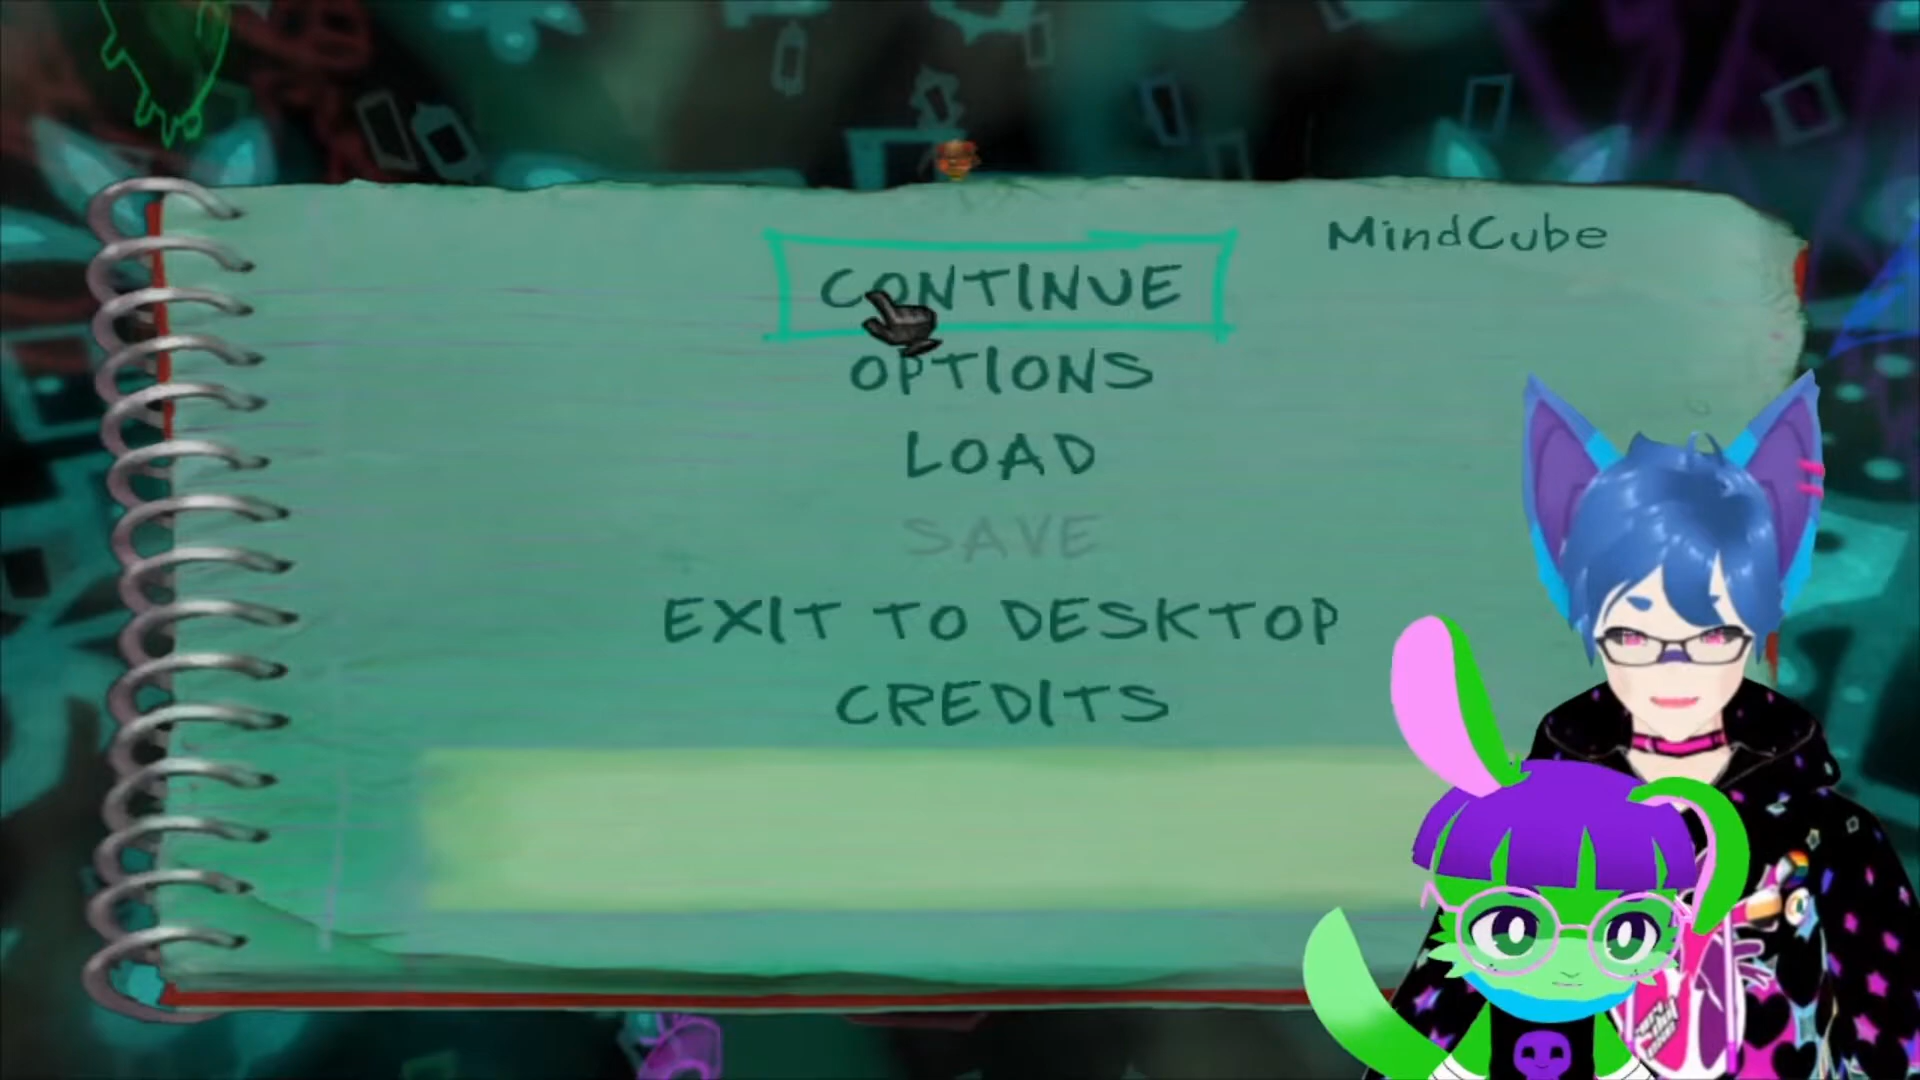 MindCube
CONTINUE
OPTIONS
LOAD
SAVE
EXIT TO DESKTOP
CREDITS